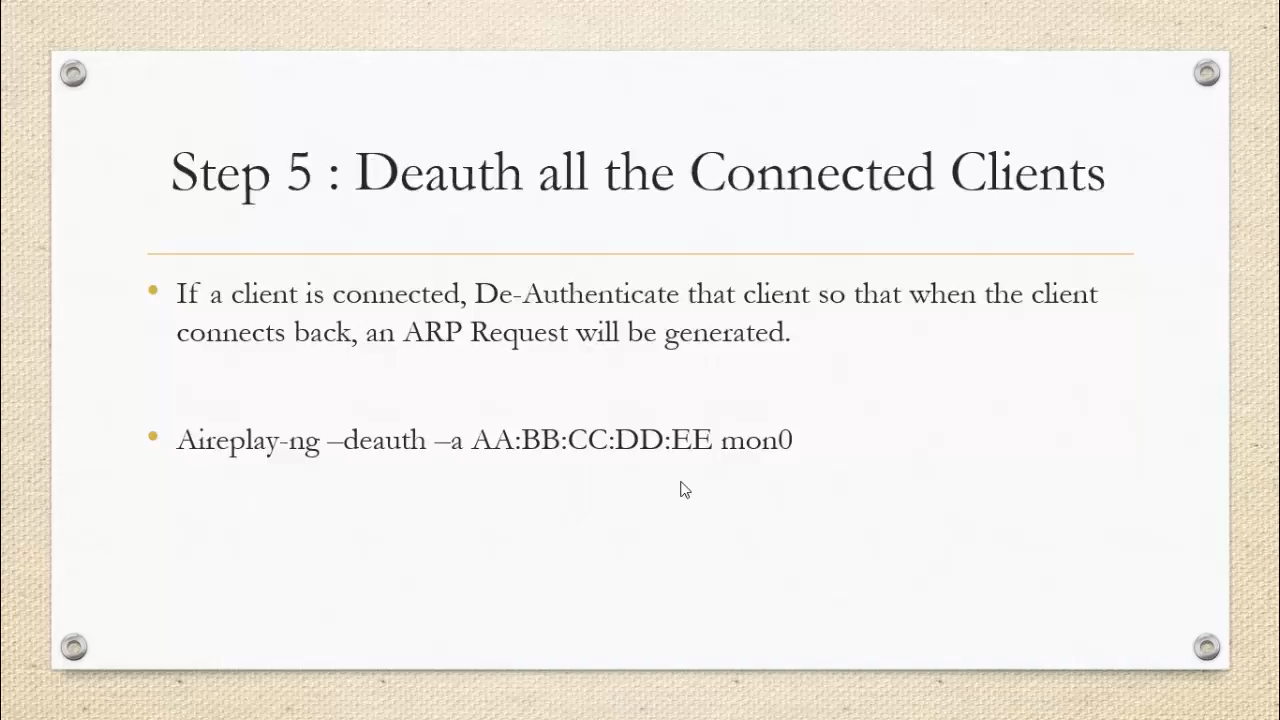 Step 5 : Deauth all the Connected Clients
• If a client is connected, De-Authenticate that client so that when the client
connects back, an ARP Request will be generated.
• Aireplay-ng –deauth –a AA:BB:CC:DD:EE mon0